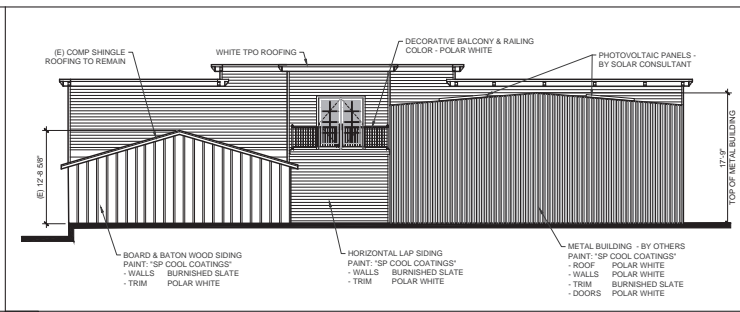 (E) COMP SHINGLE
ROOFING TO REMAIN
WHITE TPO ROOFING
DECORATIVE BALCONY & RAILING
COLOR - POLAR WHITE
PHOTOVOLTAIC PANELS -
BY SOLAR CONSULTANT
(E) 12'-8 5/8"
17'-9"
TOP OF METAL BUILDING
BOARD & BATON WOOD SIDING
PAINT: "SP COOL COATINGS"
- WALLS BURNISHED SLATE
- TRIM POLAR WHITE
HORIZONTAL LAP SIDING
PAINT: "SP COOL COATINGS"
- WALLS BURNISHED SLATE
- TRIM POLAR WHITE
METAL BUILDING - BY OTHERS
PAINT: "SP COOL COATINGS"
- ROOF POLAR WHITE
- WALLS POLAR WHITE
- TRIM BURNISHED SLATE
- DOORS POLAR WHITE